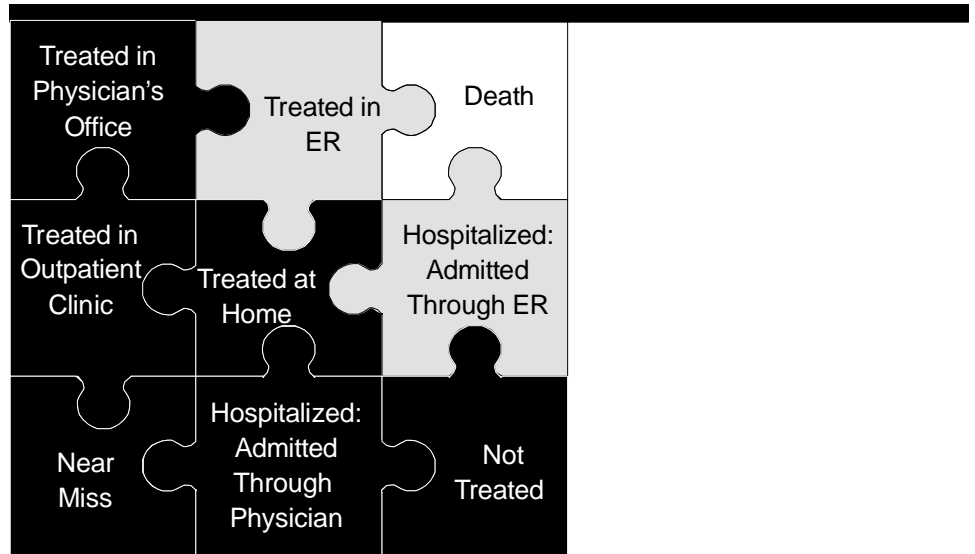 Treated in
Physician’s
Office
Treated in
ER
Death
Treated in
Outpatient
Clinic
Treated at
Home
Hospitalized:
Admitted
Through ER
Near
Miss
Hospitalized:
Admitted
Through
Physician
Not
Treated